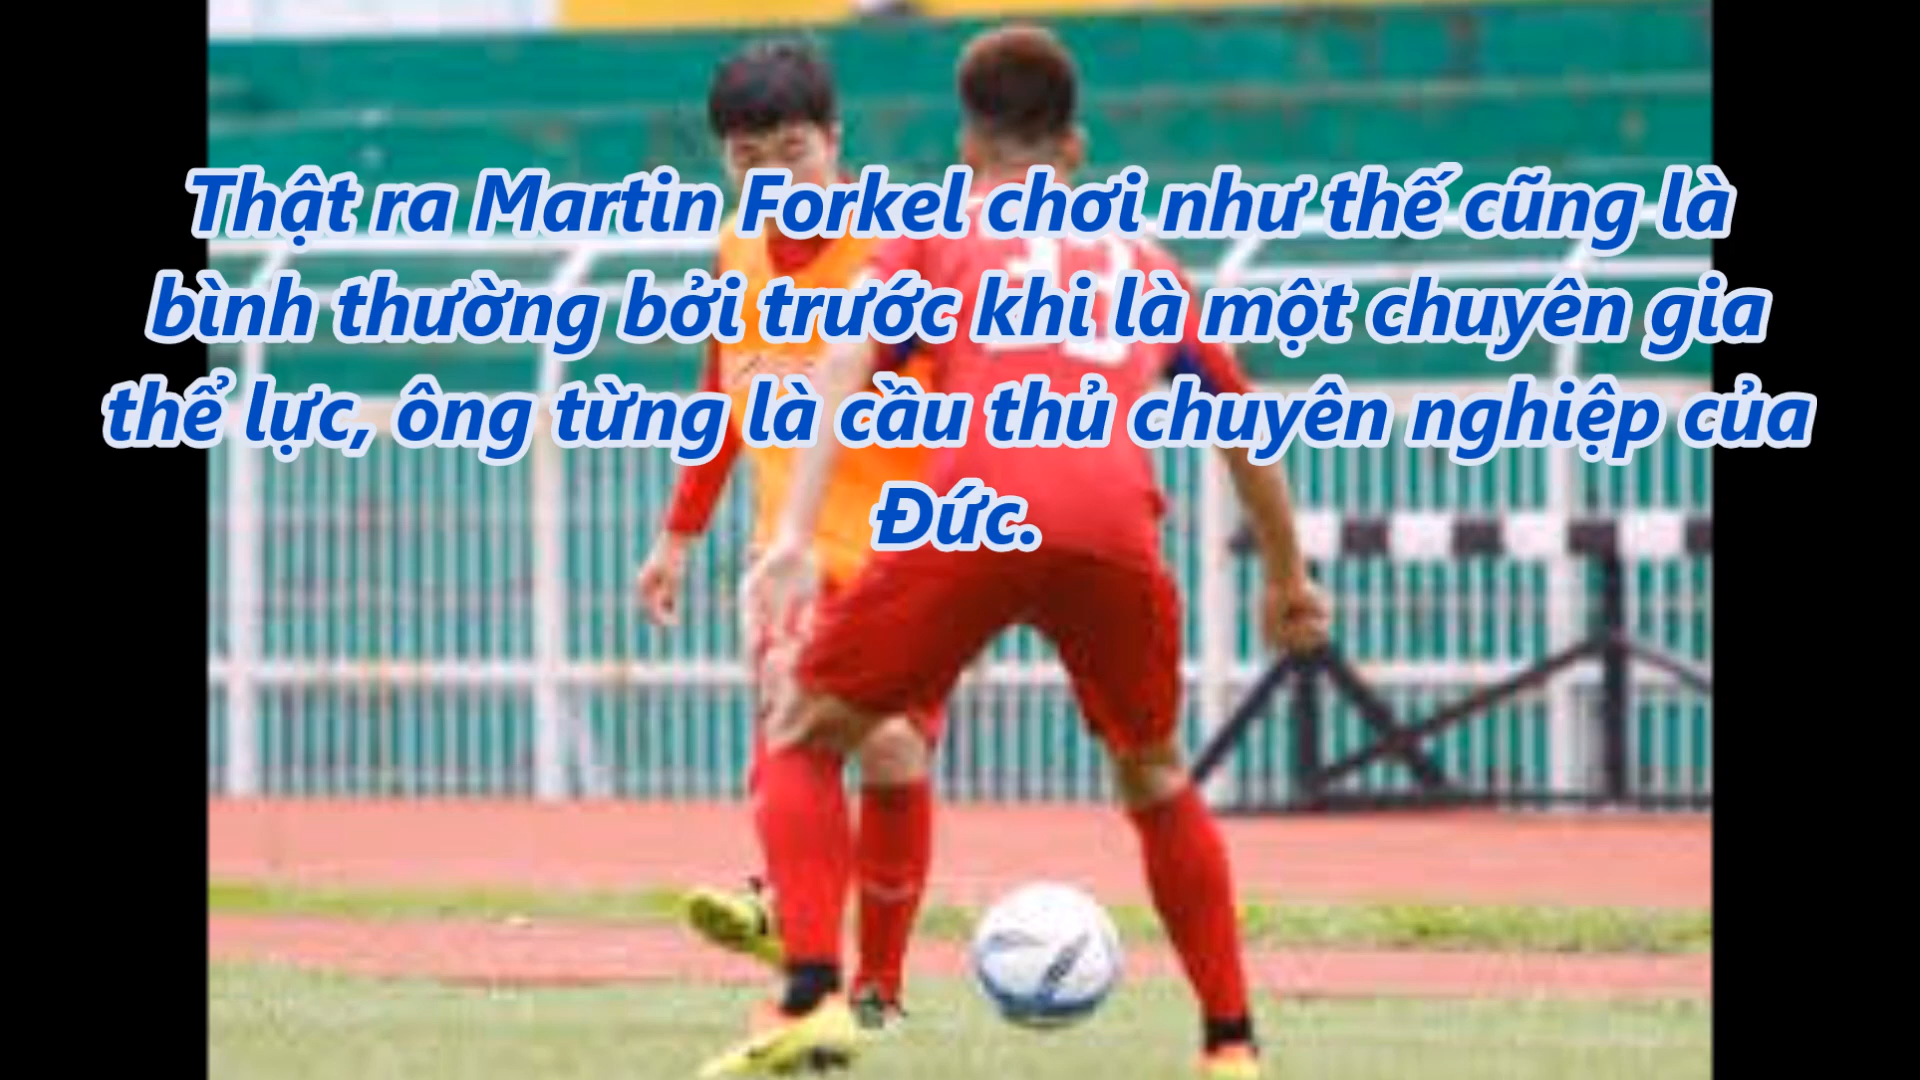 Thật ra Martin Forkel chơi như thế cũng là
bình thường bởi trước khi là một chuyên gia
thể lực, ông từng là cầu thủ chuyên nghiệp của
Đức.